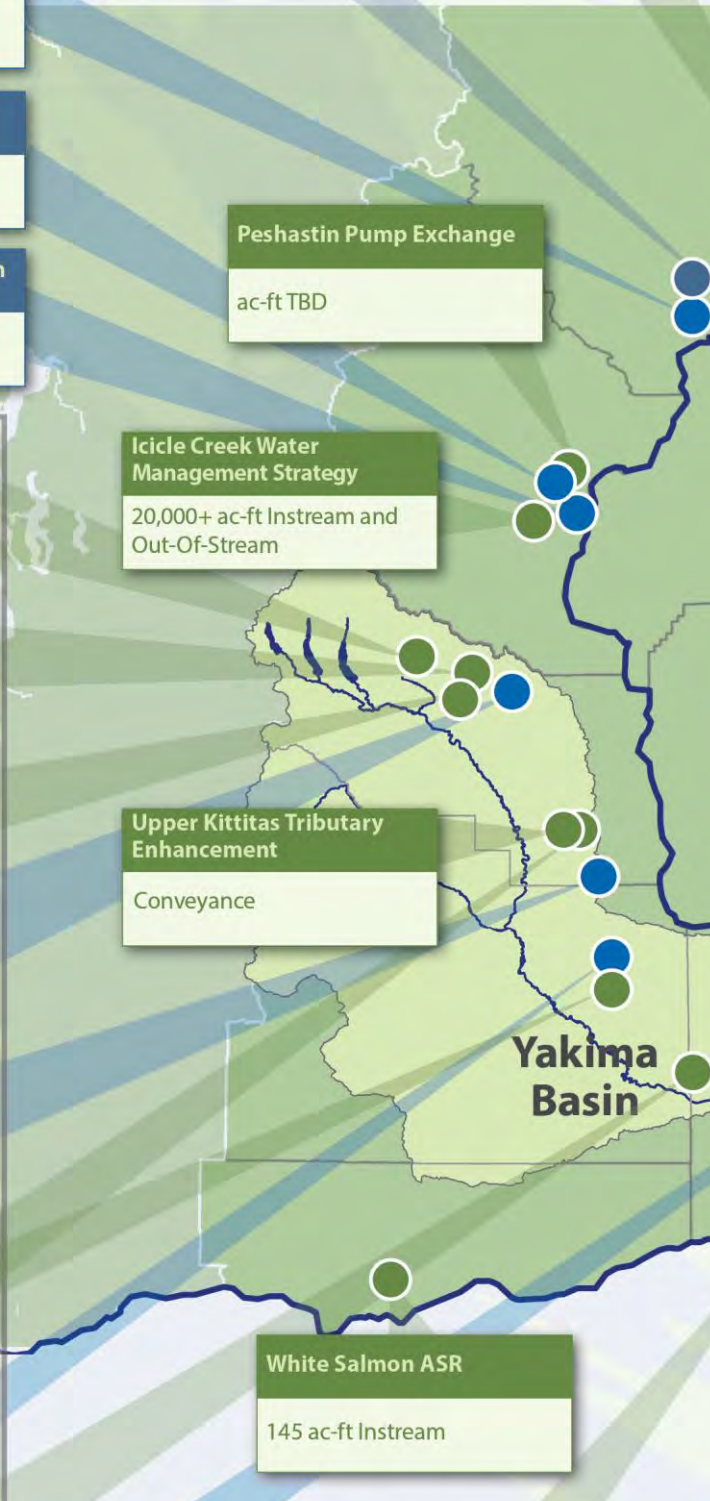 Peshastin Pump Exchange
ac-ft TBD
Icicle Creek Water
Management Strategy
20,000+ ac-ft Instream and
Out-Of-Stream
Upper Kittitas Tributary
Enhancement
Conveyance
Yakima
Basin
White Salmon ASR
145 ac-ft Instream